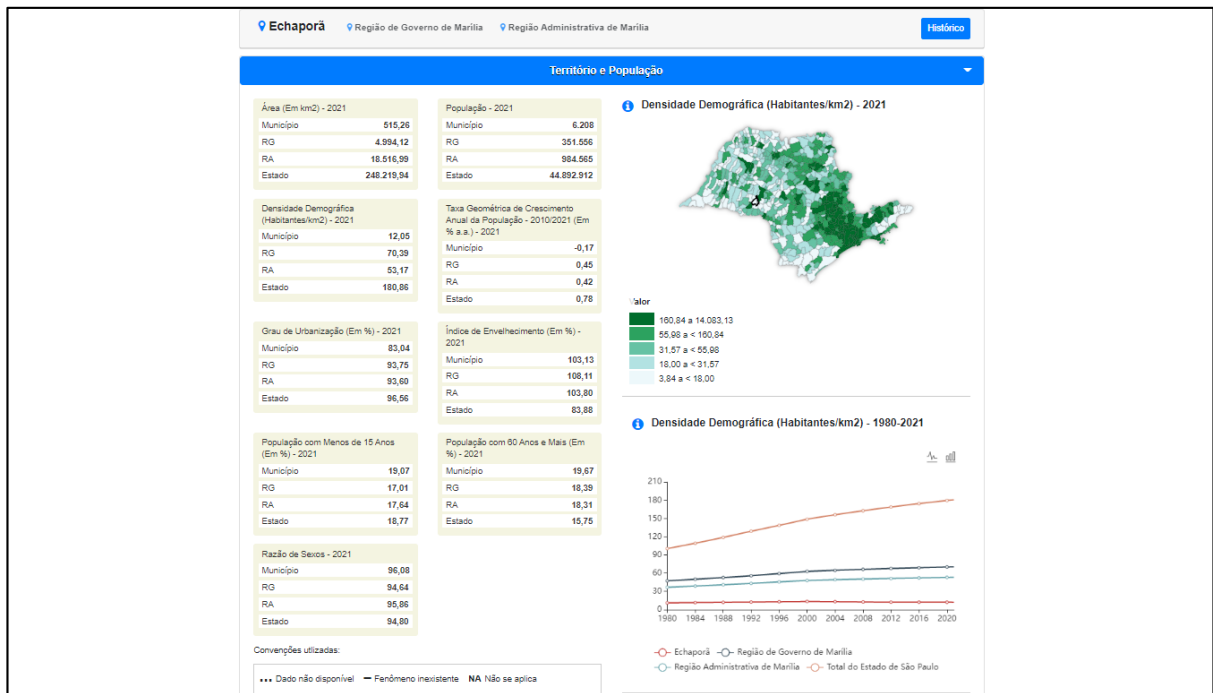 Echaporã Região de Governo de Marília Região Administrativa de Marília Histórico
Território e População
Área (Em km2) - 2021
Município 515,26
RG 4.994,12
RA 18.516,99
Estado 248.219,94
População - 2021
Município 6.208
RG 351.556
RA 984.565
Estado 44.892.912
Densidade Demográfica
(Habitantes/km2) - 2021
Município 12,05
RG 70,39
RA 53,17
Estado 180,86
Taxa Geométrica de Crescimento
Anual da População - 2010/2021 (Em
% a.a.) - 2021
Município -0,17
RG 0,45
RA 0,42
Estado 0,78
Grau de Urbanização (Em %) - 2021
Município 83,04
RG 93,75
RA 93,60
Estado 96,56
Índice de Envelhecimento (Em %) -
2021
Município 103,13
RG 108,11
RA 103,80
Estado 83,88
População com Menos de 15 Anos
(Em %) - 2021
Município 19,07
RG 17,01
RA 17,64
Estado 18,77
População com 60 Anos e Mais (Em
%) - 2021
Município 19,67
RG 18,39
RA 18,31
Estado 15,75
Razão de Sexos - 2021
Município 96,08
RG 94,64
RA 95,86
Estado 94,80
Convenções utlizadas:
... Dado não disponível — Fenômeno inexistente NA Não se aplica
Densidade Demográfica (Habitantes/km2) - 2021
Valor
160,84 a 14.083,13
55,98 a < 160,84
31,57 a < 55,98
18,00 a < 31,57
3,84 a < 18,00
Densidade Demográfica (Habitantes/km2) - 1980-2021
210
180
150
120
90
60
30
0
1980 1984 1988 1992 1996 2000 2004 2008 2012 2016 2020
Echaporã Região de Governo de Marília
Região Administrativa de Marília Total do Estado de São Paulo